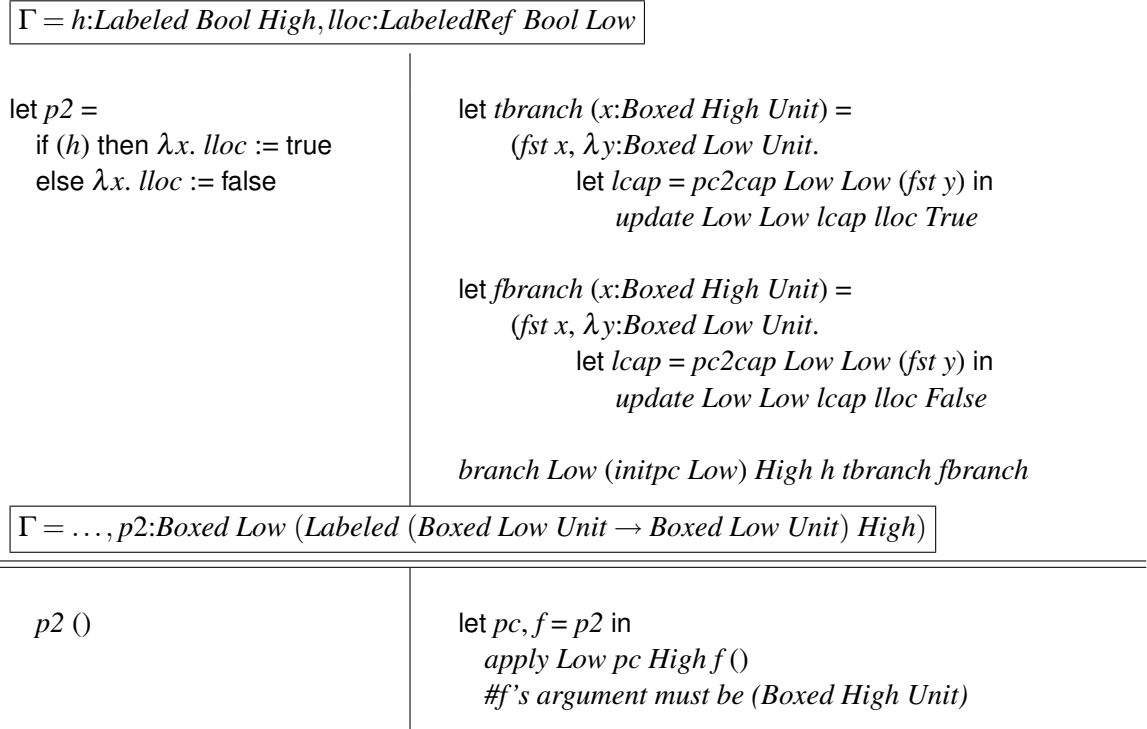 Γ = h:Labeled Bool High, lloc:LabeledRef Bool Low
let p2 =
if (h) then λx. lloc := true
else λx. lloc := false
let tbranch (x:Boxed High Unit) =
(fst x, λy:Boxed Low Unit.
let lcap = pc2cap Low Low (fst y) in
update Low Low lcap lloc True
let fbranch (x:Boxed High Unit) =
(fst x, λy:Boxed Low Unit.
let lcap = pc2cap Low Low (fst y) in
update Low Low lcap lloc False
branch Low (initpc Low) High h tbranch fbranch
Γ = ..., p2:Boxed Low (Labeled (Boxed Low Unit → Boxed Low Unit) High)
p2 ()
let pc, f = p2 in
apply Low pc High f ()
#f's argument must be (Boxed High Unit)